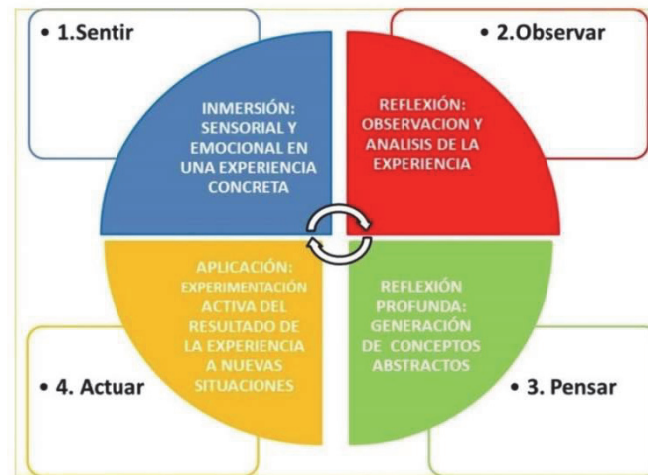 • 1.Sentir
INMERSIÓN:
SENSORIAL Y
EMOCIONAL EN
UNA EXPERIENCIA
CONCRETA
• 2.Observar
REFLEXIÓN:
OBSERVACION Y
ANALISIS DE LA
EXPERIENCIA
REFLEXIÓN
PROFUNDA:
GENERACIÓN
DE CONCEPTOS
ABSTRACTOS
• 3. Pensar
APLICACIÓN:
EXPERIMENTACIÓN
ACTIVA DEL
RESULTADO DE
LA EXPERIENCIA
A NUEVAS
SITUACIONES
• 4. Actuar